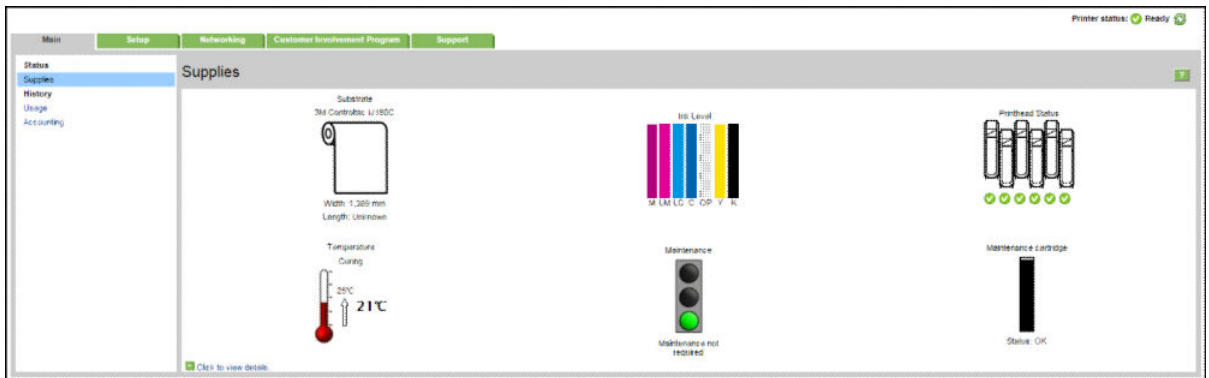 Printer status: Ready
Main Setup Networking Customer Involvement Program Support
Status
Supplies
History
Usage
Accounting
Supplies
?
Substrate
Width: 1,269 mm
Length: Unknown
Ink Level
M LM LC C OP Y K
Printhead Status
Temperature
Curing
25°C
21°C
Maintenance
Maintenance not
required
Maintenance cartridge
Status: OK
Click to view details.